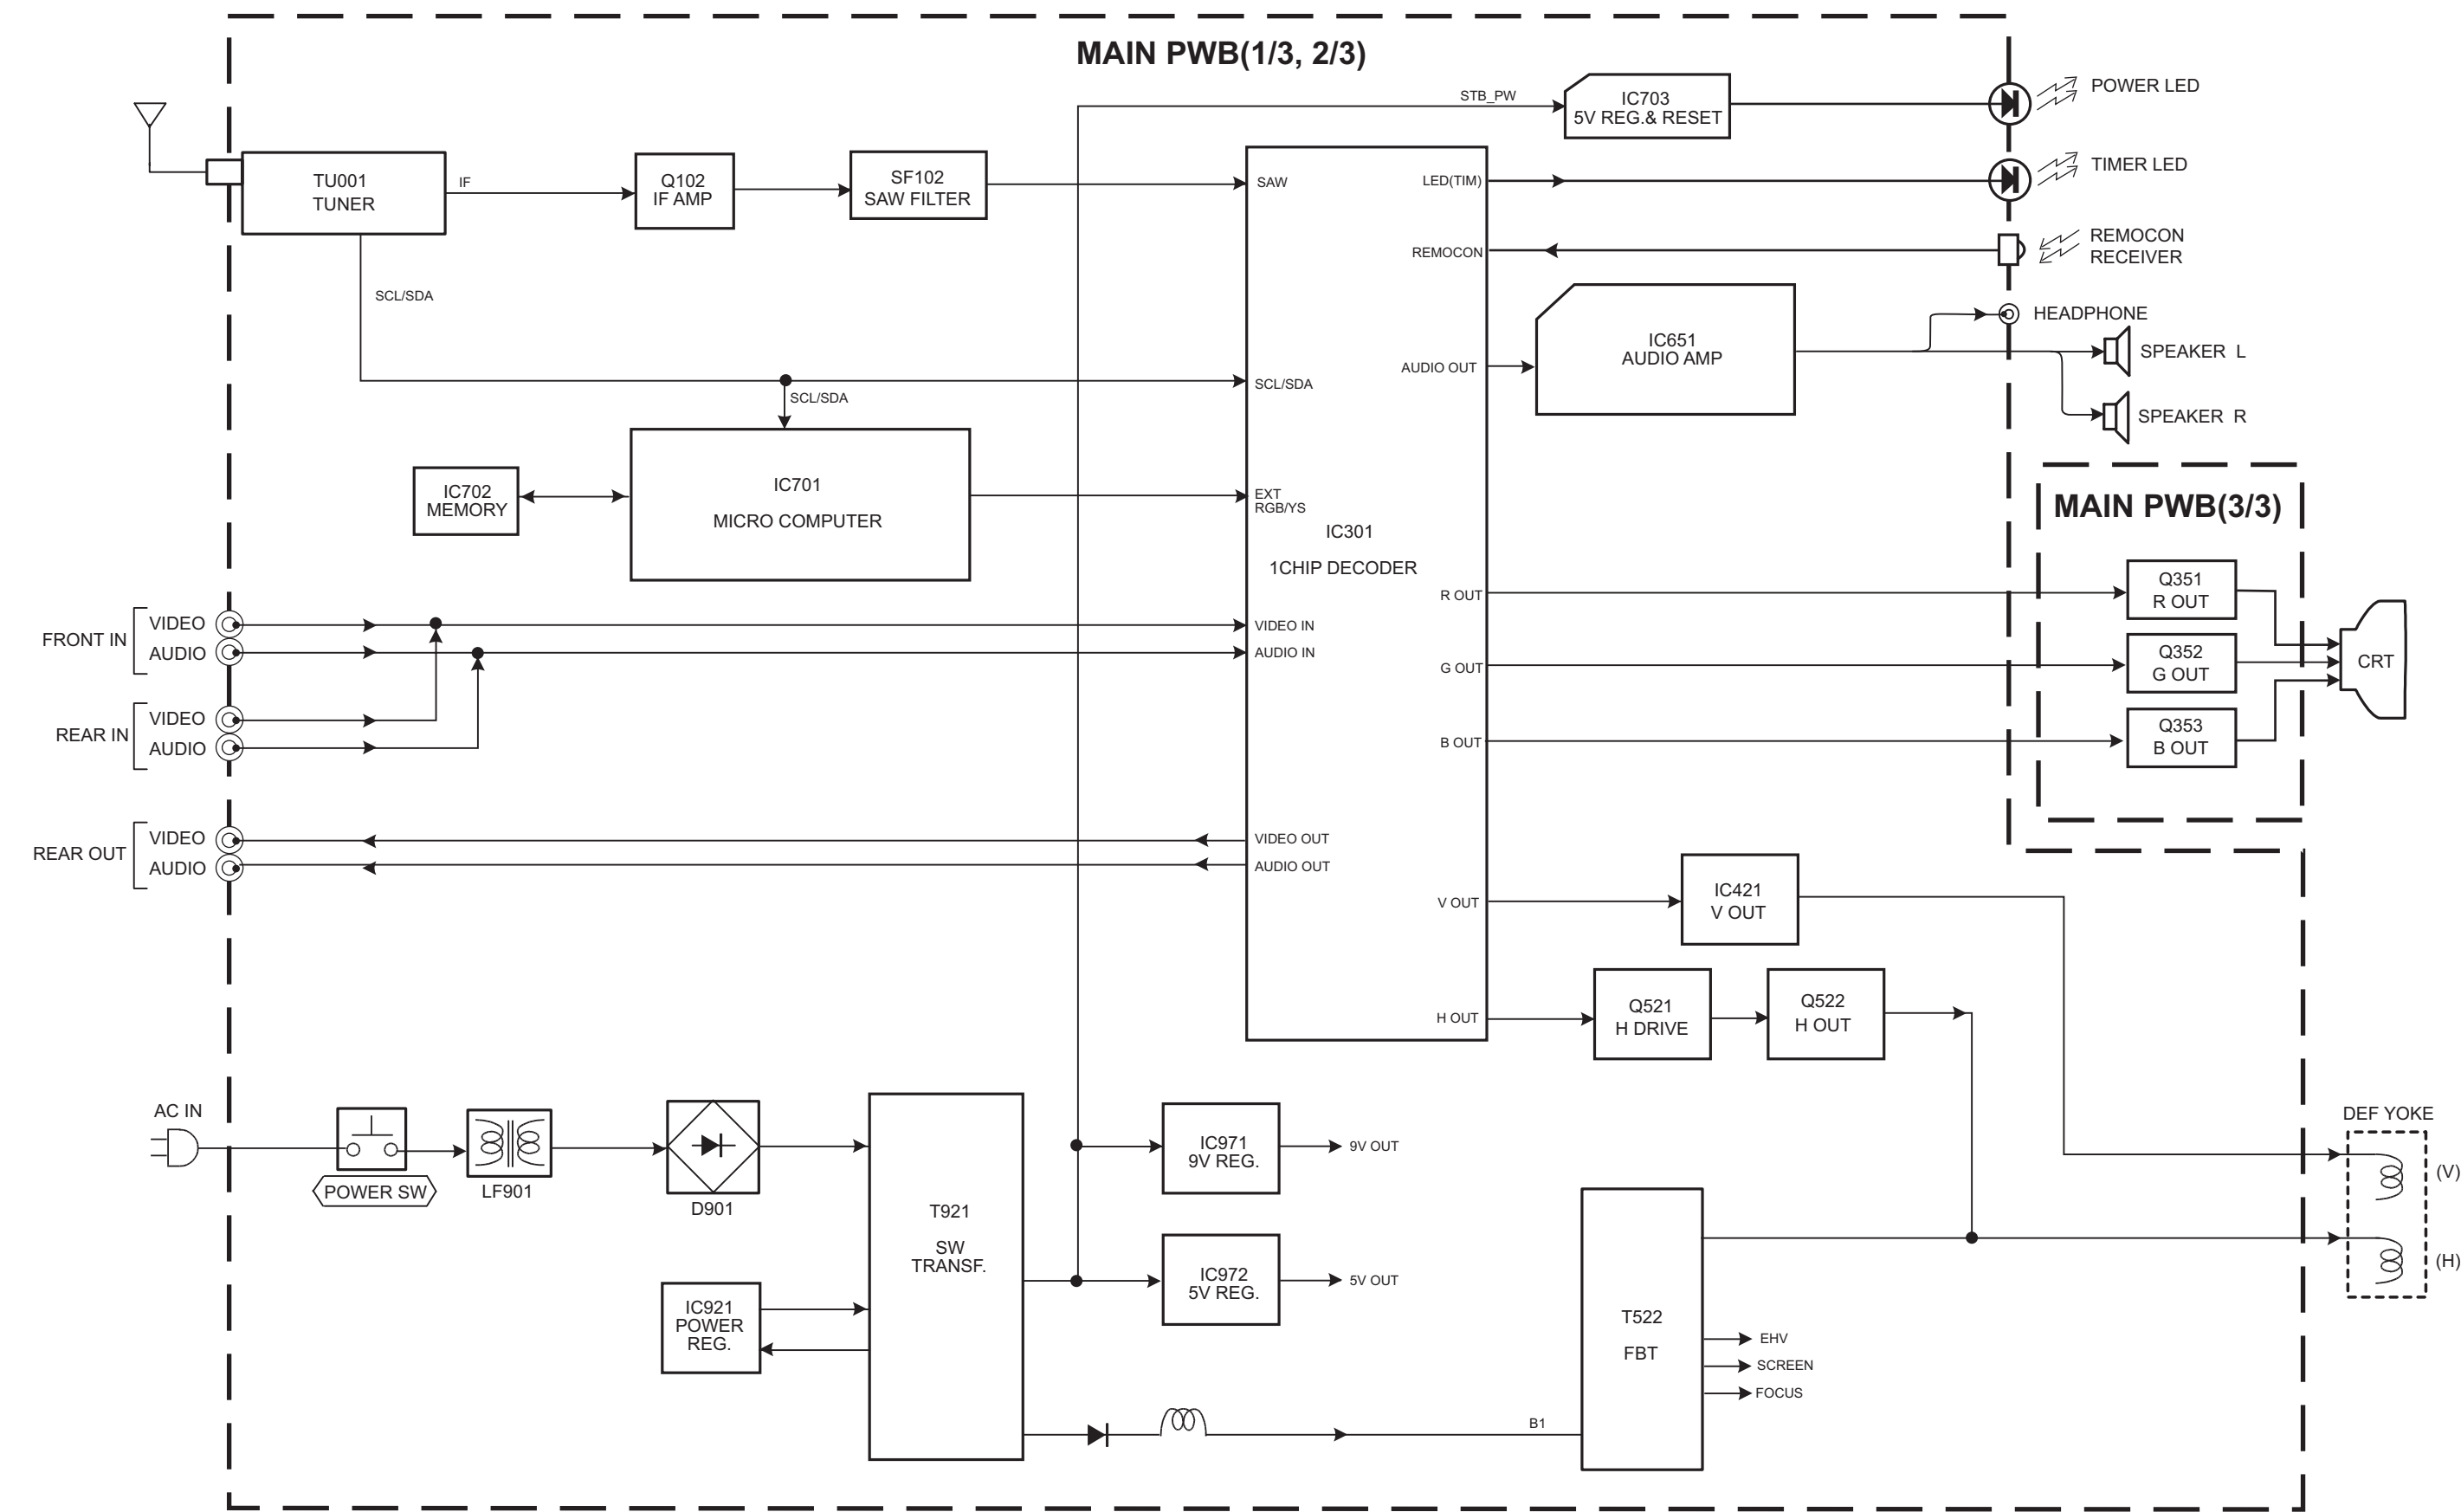 MAIN PWB(1/3, 2/3)
STB_PW
IC703
5V REG.& RESET
POWER LED
TU001
TUNER
IF
Q102
IF AMP
SF102
SAW FILTER
SAW
LED(TIM)
TIMER LED
REMOCON
REMOCON
RECEIVER
SCL/SDA
HEADPHONE
IC651
AUDIO AMP
SPEAKER L
AUDIO OUT
SCL/SDA
SCL/SDA
SPEAKER R
IC702
MEMORY
IC701
MICRO COMPUTER
EXT
RGB/YS
IC301
1CHIP DECODER
MAIN PWB(3/3)
Q351
R OUT
R OUT
FRONT IN
VIDEO
AUDIO
VIDEO IN
AUDIO IN
G OUT
Q352
G OUT
CRT
REAR IN
VIDEO
AUDIO
B OUT
Q353
B OUT
REAR OUT
VIDEO
AUDIO
VIDEO OUT
AUDIO OUT
V OUT
IC421
V OUT
H OUT
Q521
H DRIVE
Q522
H OUT
AC IN
POWER SW
LF901
D901
T921
SW
TRANSF.
IC971
9V REG.
9V OUT
DEF YOKE
(V)
(H)
IC972
5V REG.
5V OUT
IC921
POWER
REG.
T522
FBT
EHV
SCREEN
FOCUS
B1